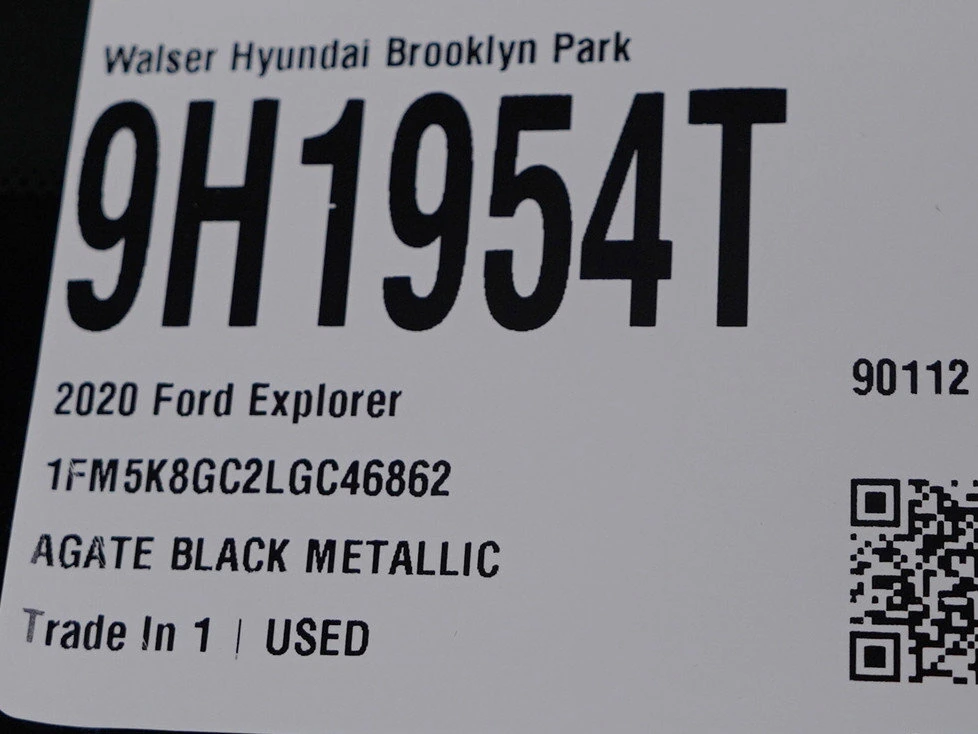 Walser Hyundai Brooklyn Park
9H1954T
2020 Ford Explorer
90112
1FM5K8GC2LGC46862
AGATE BLACK METALLIC
Trade In 1 | USED